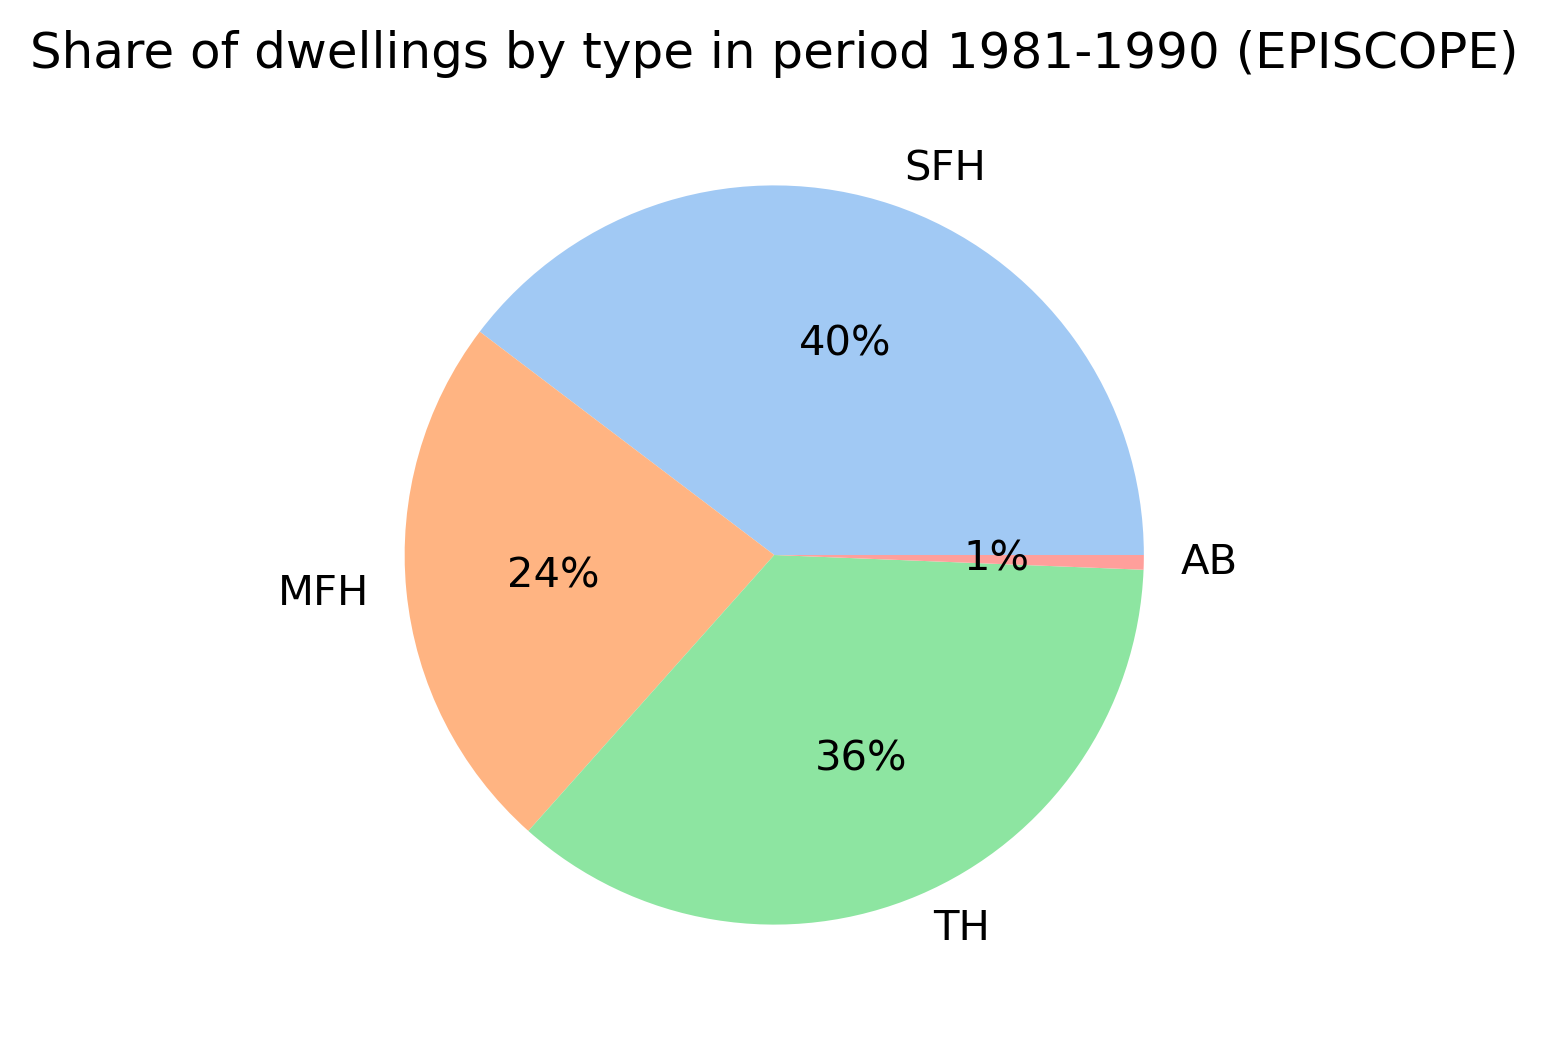 Share of dwellings by type in period 1981-1990 (EPISCOPE)
SFH
40%
1%
AB
24%
MFH
36%
TH